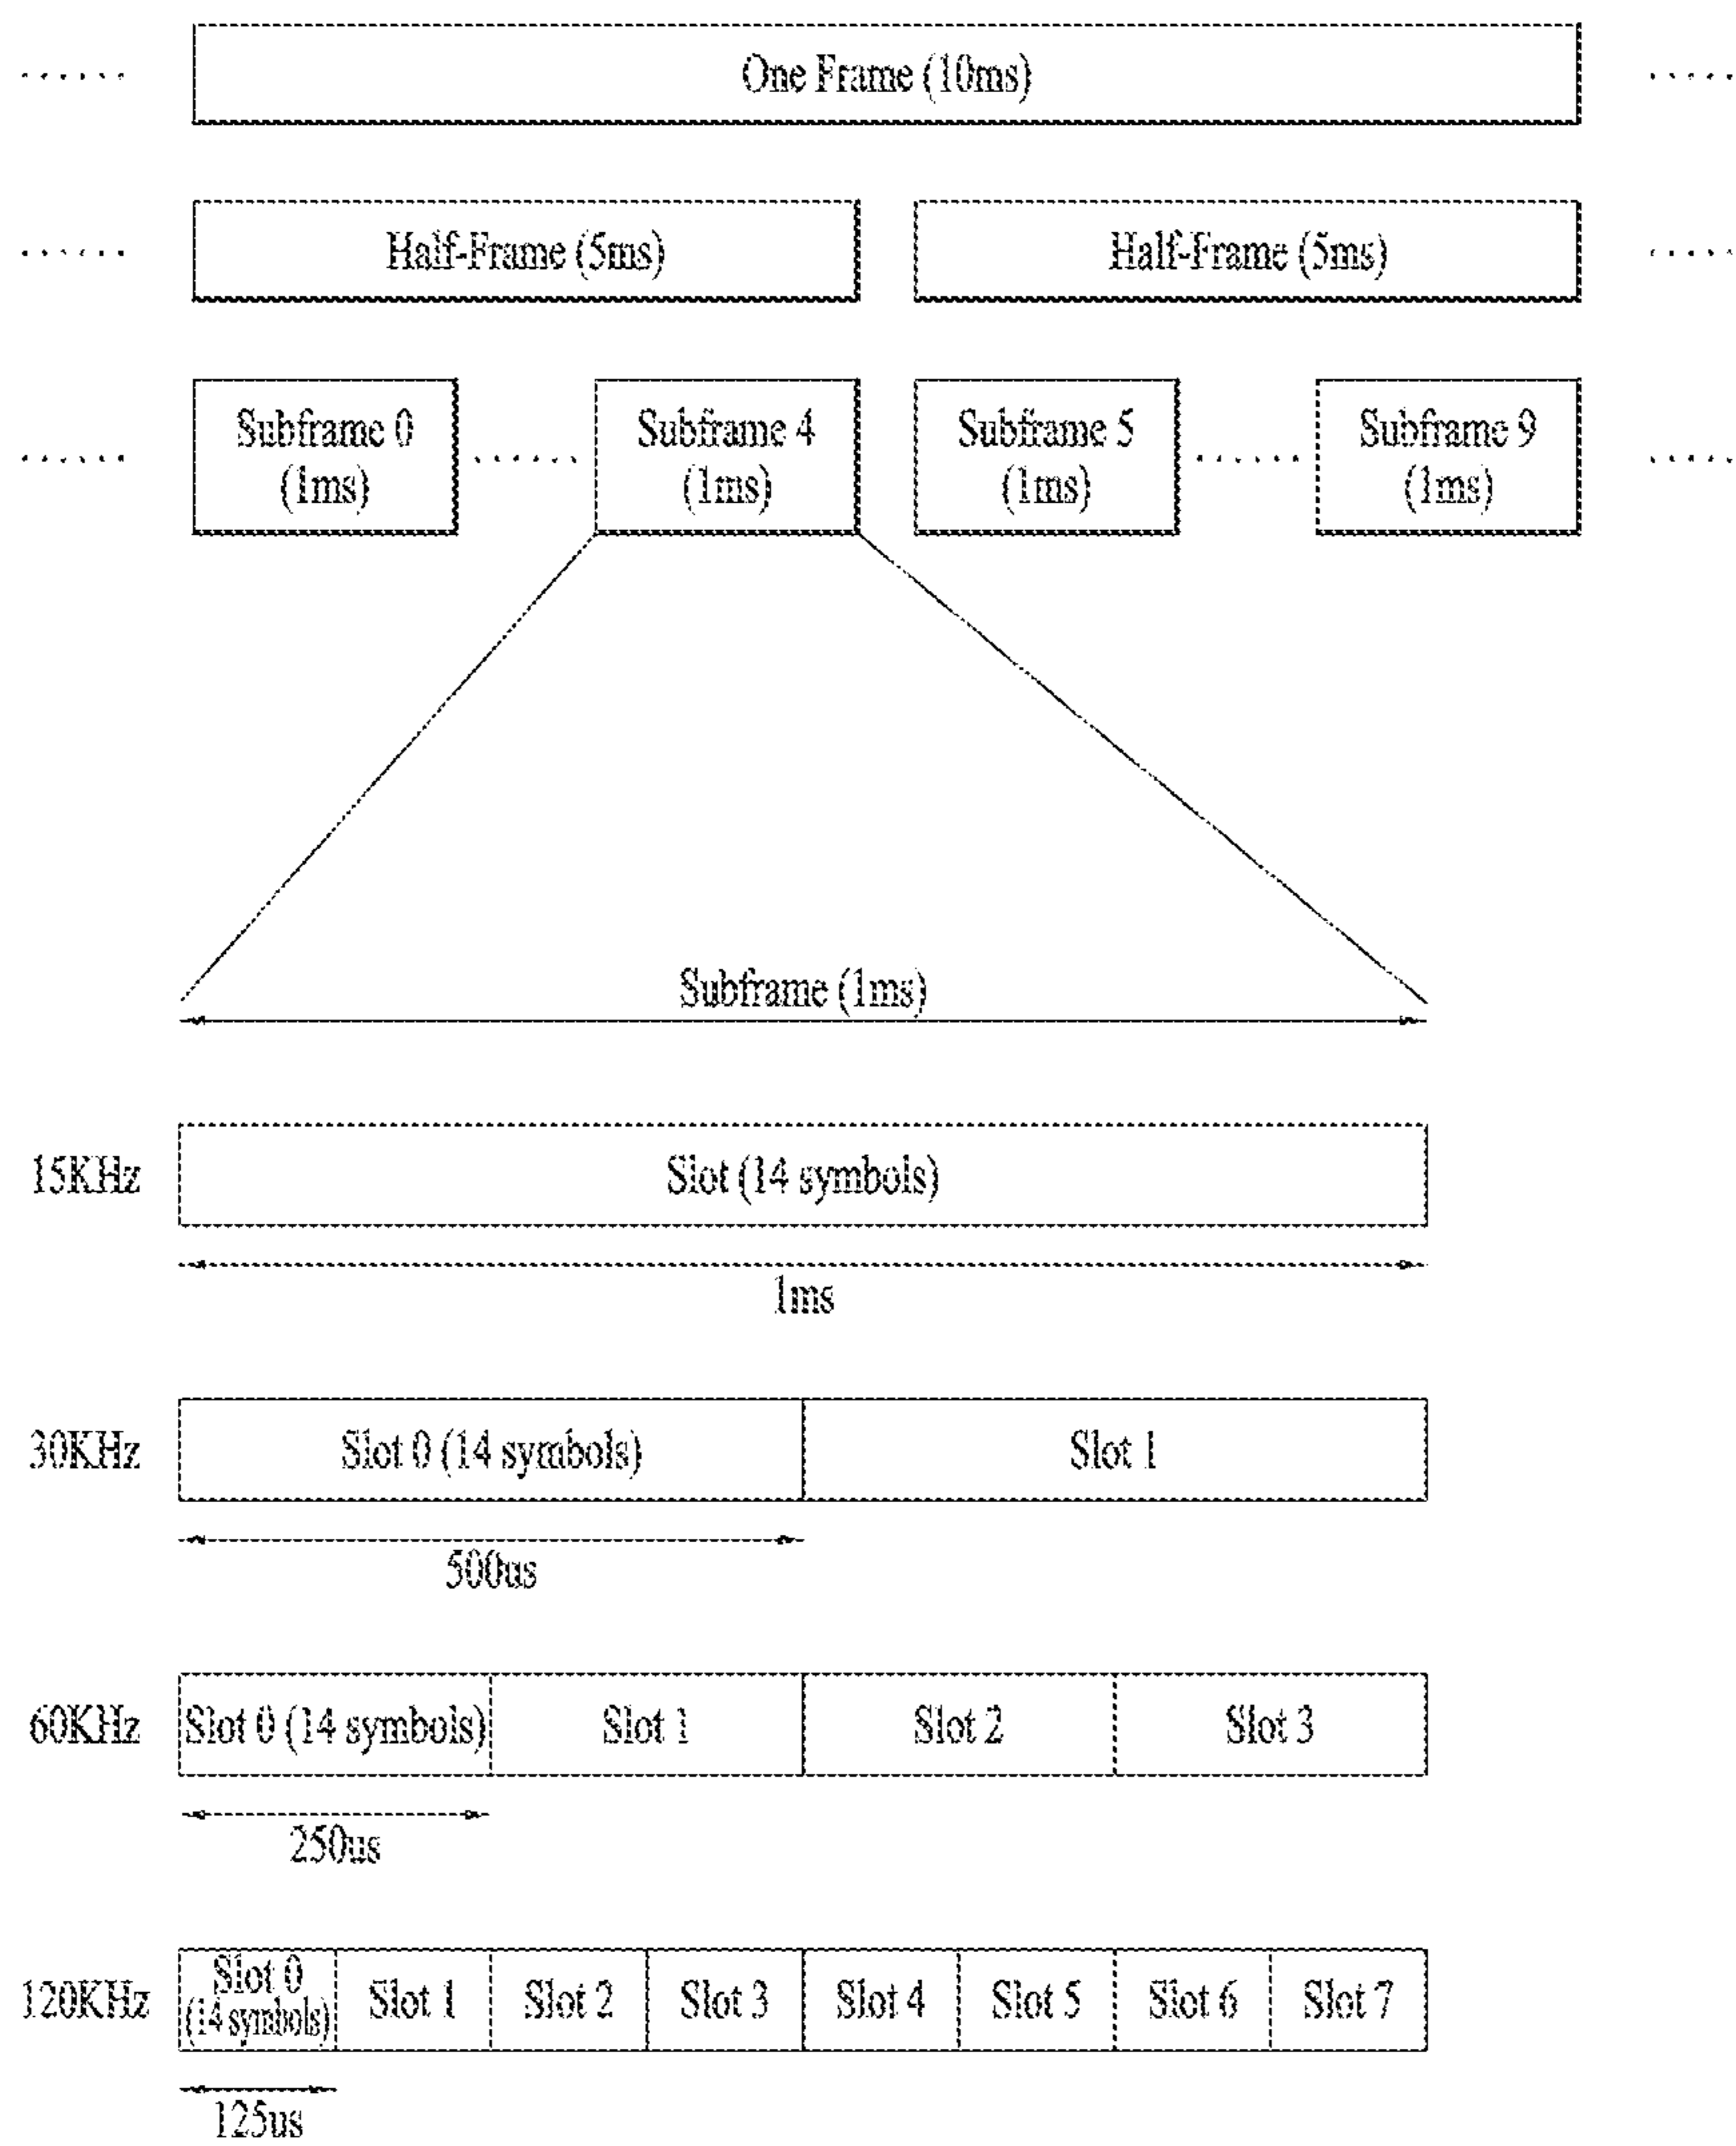 One Frame (10ms)
Half-Frame (5ms) Half-Frame (5ms)
Subframe 0 (1ms)
Subframe 4 (1ms)
Subframe 5 (1ms)
Subframe 9 (1ms)
Subframe (1ms)
15KHz Slot (14 symbols)
1ms
30KHz Slot 0 (14 symbols) Slot 1
500us
60KHz Slot 0 (14 symbols) Slot 1 Slot 2 Slot 3
250us
120KHz Slot 0 (14 symbols) Slot 1 Slot 2 Slot 3 Slot 4 Slot 5 Slot 6 Slot 7
125us